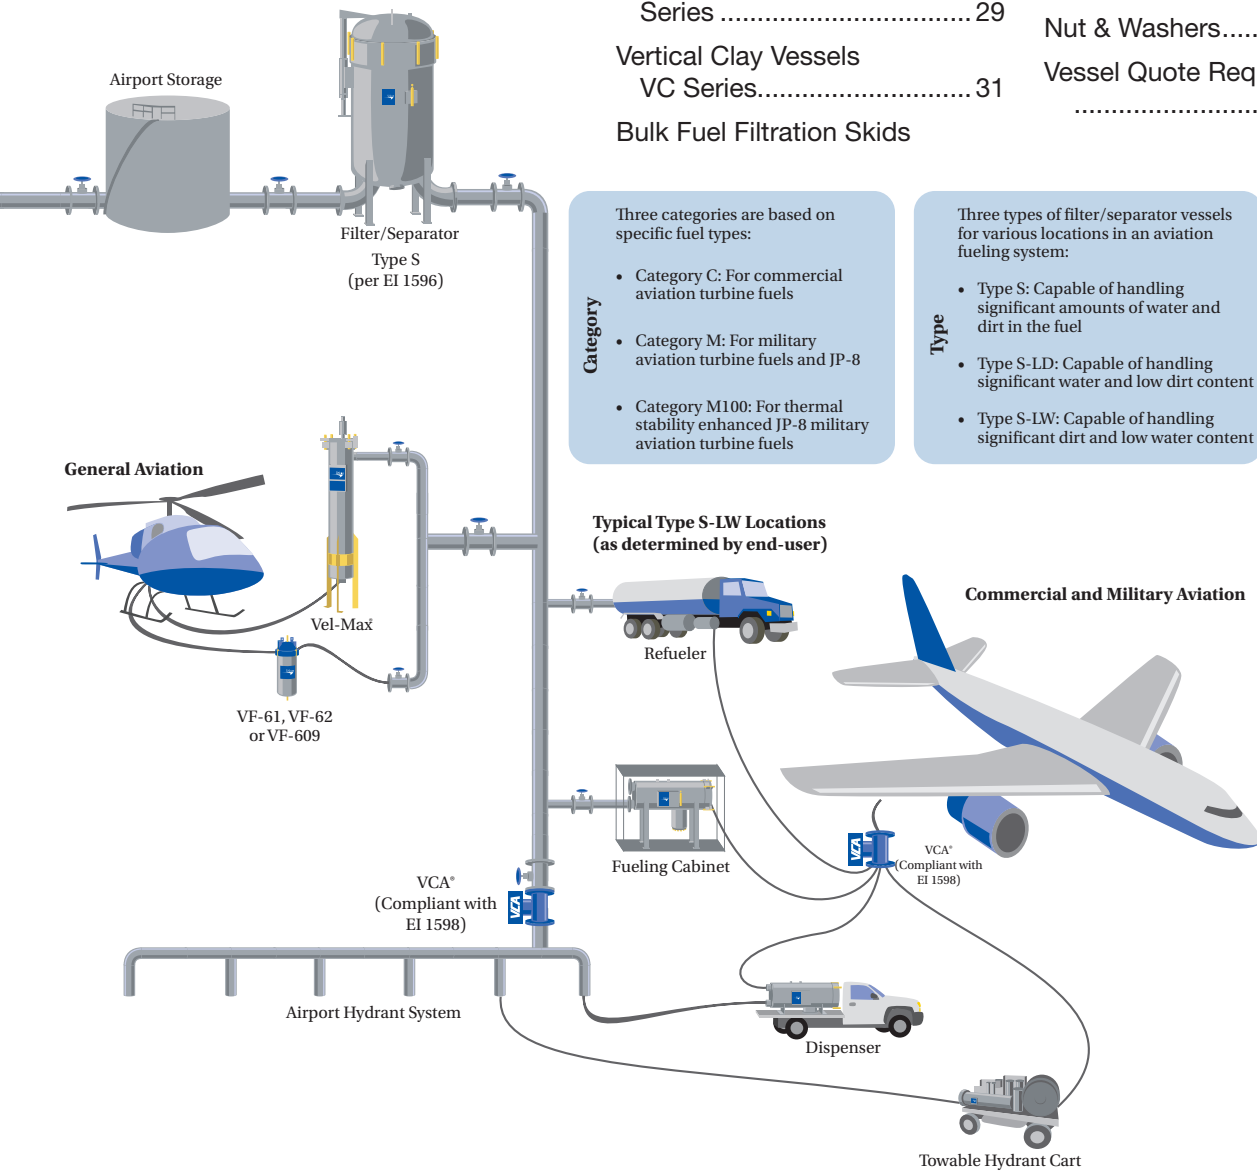 Series .................................. 29
Vertical Clay Vessels
VC Series............................. 31
Bulk Fuel Filtration Skids
Nut & Washers.....
Vessel Quote Req
.........................
Airport Storage
Filter/Separator
Type S
(per EI 1596)
Category
Three categories are based on
specific fuel types:
• Category C: For commercial
aviation turbine fuels
• Category M: For military
aviation turbine fuels and JP-8
• Category M100: For thermal
stability enhanced JP-8 military
aviation turbine fuels
Type
Three types of filter/separator vessels
for various locations in an aviation
fueling system:
• Type S: Capable of handling
significant amounts of water and
dirt in the fuel
• Type S-LD: Capable of handling
significant water and low dirt content
• Type S-LW: Capable of handling
significant dirt and low water content
General Aviation
Vel-Max®
VF-61, VF-62
or VF-609
Typical Type S-LW Locations
(as determined by end-user)
Refueler
Commercial and Military Aviation
Fueling Cabinet
VCA
VCA®
(Compliant with
EI 1598)
VCA®
(Compliant with
EI 1598)
VCA
Airport Hydrant System
Dispenser
Towable Hydrant Cart